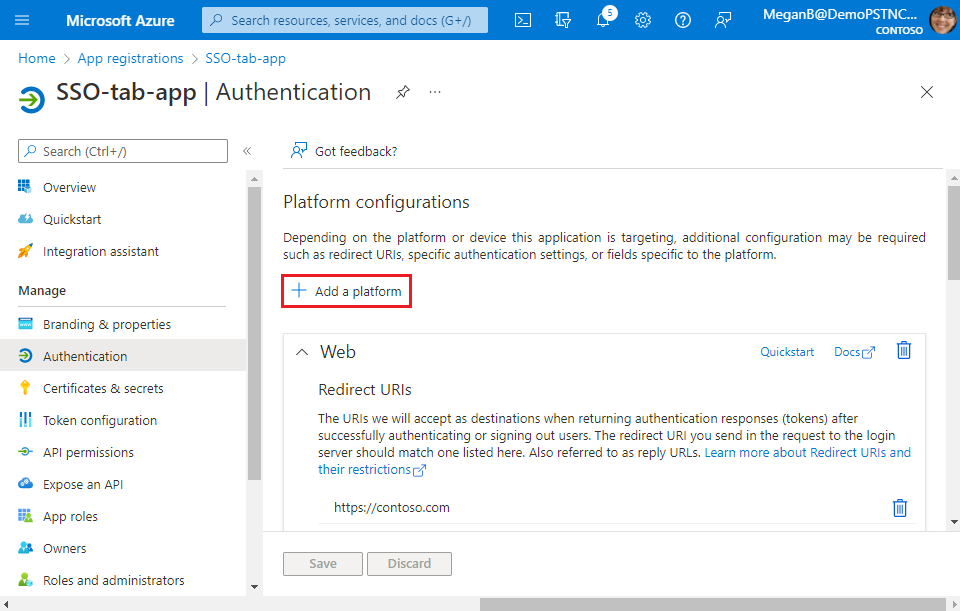 Microsoft Azure
Search resources, services, and docs (G+/)
5
MeganB@DemoPSTNC...
CONTOSO
Home > App registrations > SSO-tab-app
SSO-tab-app | Authentication
...
Search (Ctrl+/)
«
Got feedback?
Overview
Quickstart
Integration assistant
Manage
Branding & properties
Authentication
Certificates & secrets
Token configuration
API permissions
Expose an API
App roles
Owners
Roles and administrators
Platform configurations
Depending on the platform or device this application is targeting, additional configuration may be required
such as redirect URIs, specific authentication settings, or fields specific to the platform.
Add a platform
Web
Quickstart
Docs
Redirect URIs
The URIs we will accept as destinations when returning authentication responses (tokens) after
successfully authenticating or signing out users. The redirect URI you send in the request to the login
server should match one listed here. Also referred to as reply URLs. Learn more about Redirect URIs and
their restrictions
https://contoso.com
Save
Discard